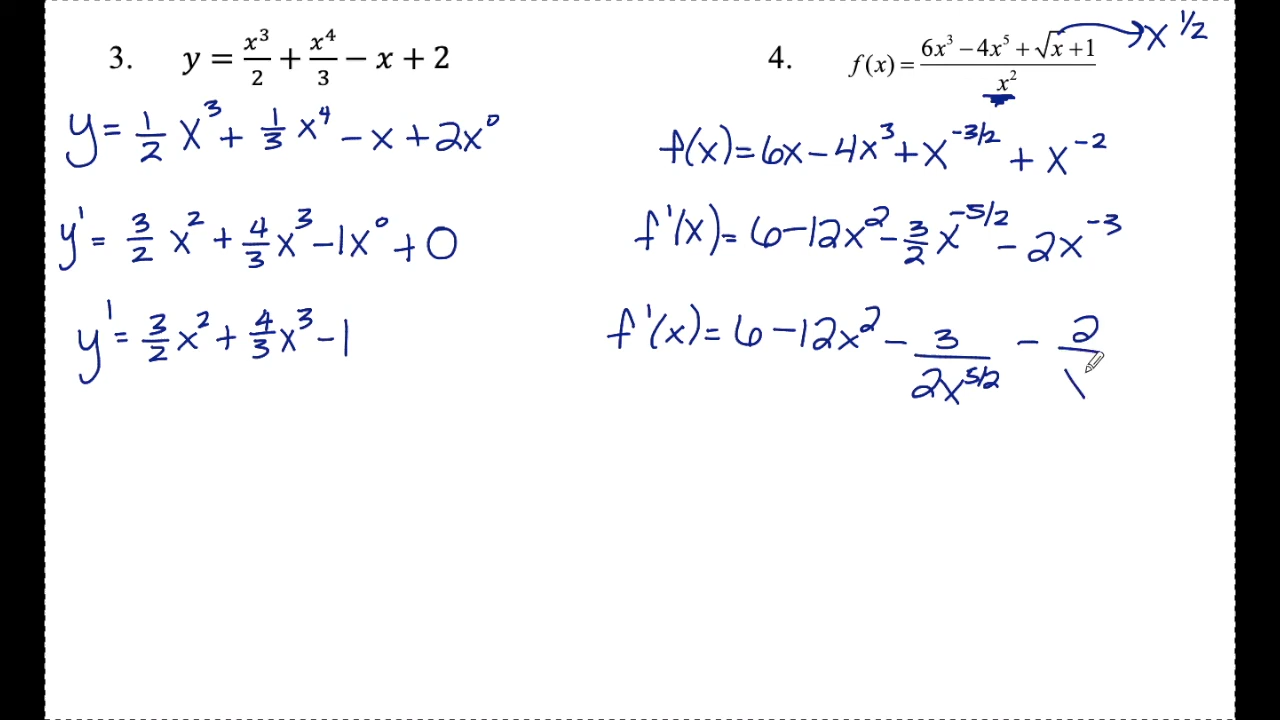 3. y = x³/2 + x⁴/3 − x + 2
y = 1/2 x³ + 1/3 x⁴ − x + 2x⁰
y' = 3/2 x² + 4/3 x³ − 1x⁰ + 0
y' = 3/2 x² + 4/3 x³ − 1
4. f(x) = (6x³ − 4x⁵ + √x + 1)/x² → x^1/2
f(x) = 6x − 4x³ + x^-3/2 + x^-2
f'(x) = 6 − 12x² − 3/2 x^-5/2 − 2x^-3
f'(x) = 6 − 12x² − 3/(2x^5/2) − 2/